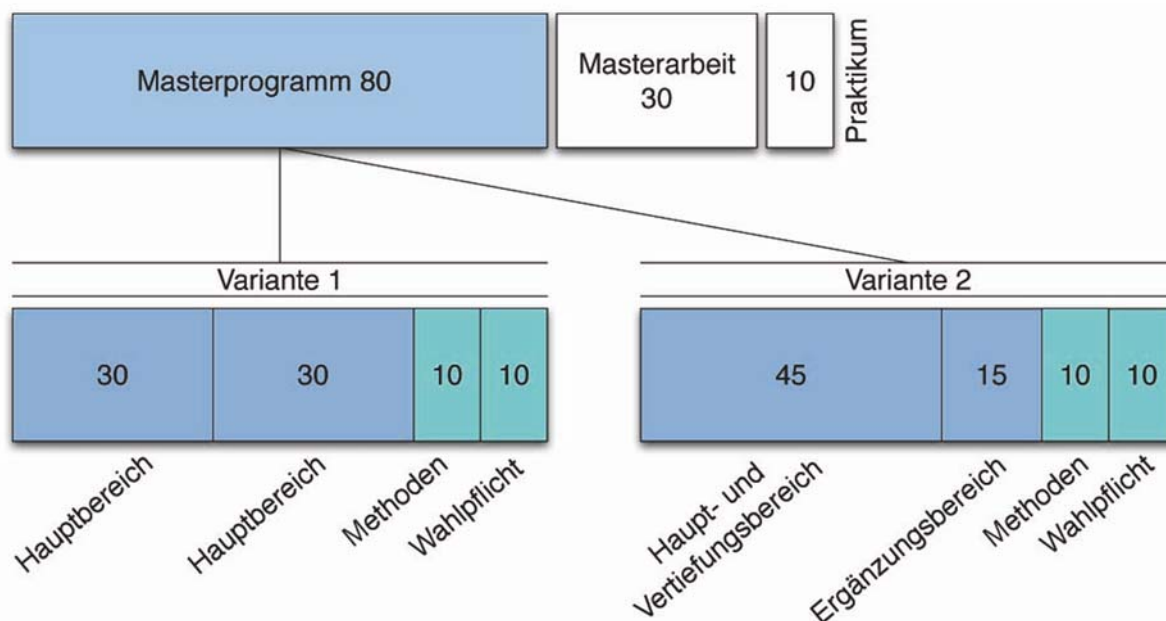 Masterprogramm 80
Masterarbeit
30
10
Praktikum
Variante 1
Variante 2
30
30
10
10
45
15
10
10
Hauptbereich
Hauptbereich
Methoden
Wahlpflicht
Haupt- und
Vertiefungsbereich
Ergänzungsbereich
Methoden
Wahlpflicht